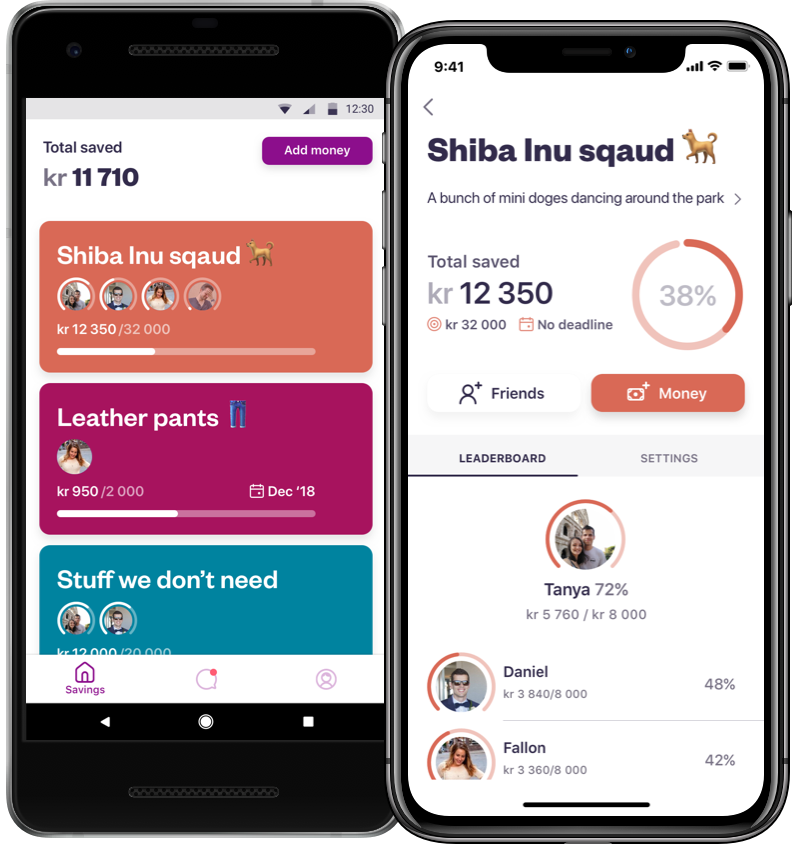 12:30
Total saved
Add money
kr 11 710
Shiba Inu sqaud
kr 12 350/32 000
Leather pants
kr 950/2 000
Dec ‘18
Stuff we don’t need
kr 12 000/20 000
Savings
9:41
Shiba Inu sqaud
A bunch of mini doges dancing around the park
Total saved
kr 12 350
38%
kr 32 000
No deadline
Friends
Money
LEADERBOARD
SETTINGS
Tanya 72%
kr 5 760 / kr 8 000
Daniel
kr 3 840/8 000
48%
Fallon
kr 3 360/8 000
42%